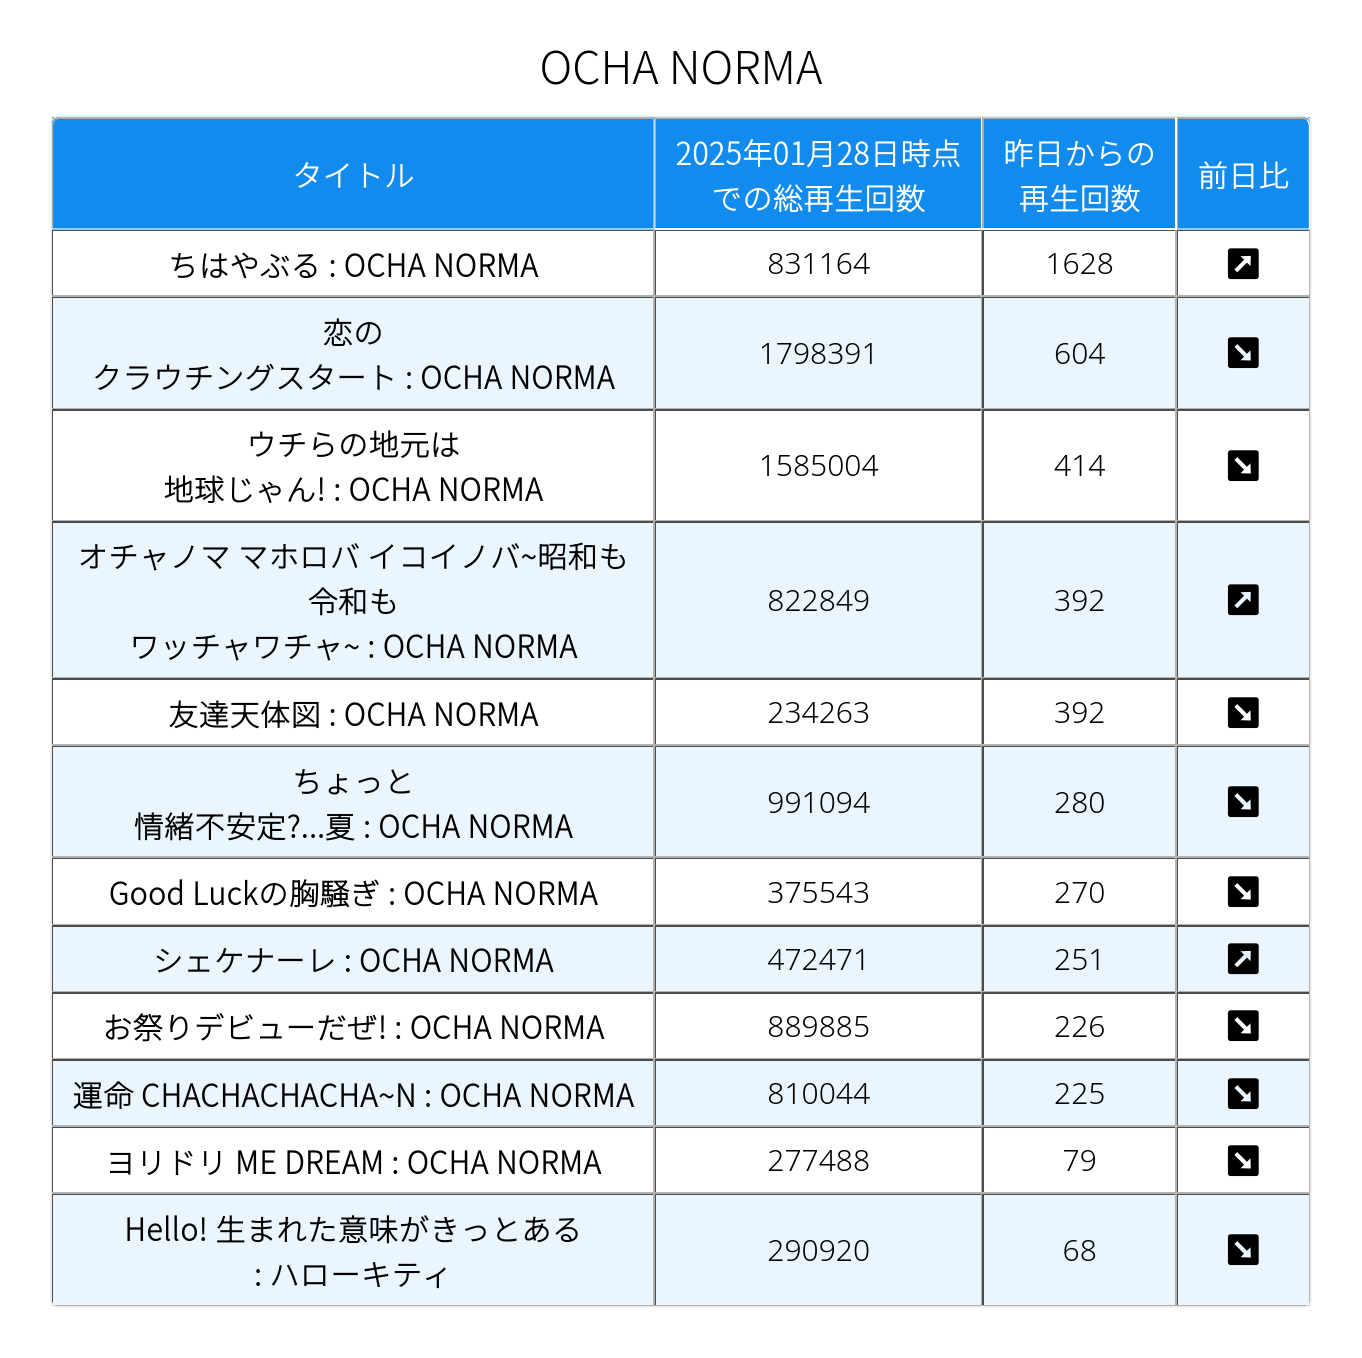 OCHA NORMA
タイトル
2025年01月28日時点
での総再生回数
昨日からの
再生回数
前日比
ちはやぶる : OCHA NORMA
831164
1628
恋の
クラウチングスタート : OCHA NORMA
1798391
604
ウチらの地元は
地球じゃん! : OCHA NORMA
1585004
414
オチャノマ マホロバ イコイノバ~昭和も
令和も
ワッチャワチャ~ : OCHA NORMA
822849
392
友達天体図 : OCHA NORMA
234263
392
ちょっと
情緒不安定?...夏 : OCHA NORMA
991094
280
Good Luckの胸騒ぎ : OCHA NORMA
375543
270
シェケナーレ : OCHA NORMA
472471
251
お祭りデビューだぜ! : OCHA NORMA
889885
226
運命 CHACHACHACHA~N : OCHA NORMA
810044
225
ヨリドリ ME DREAM : OCHA NORMA
277488
79
Hello! 生まれた意味がきっとある
: ハローキティ
290920
68